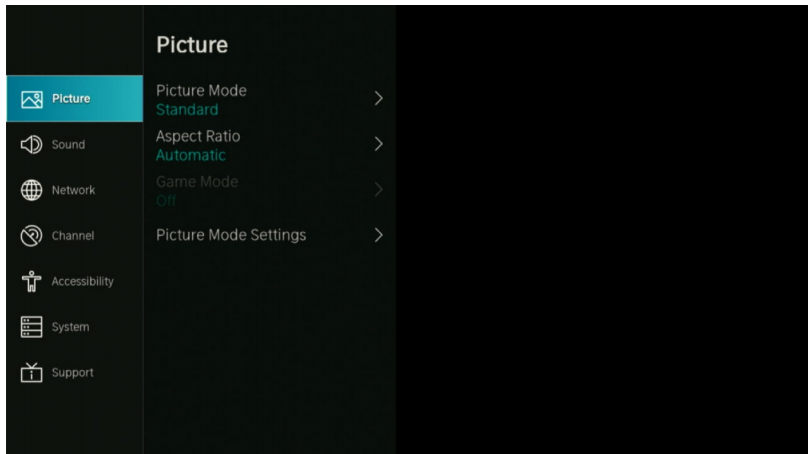 Picture
Picture
Sound
Network
Channel
Accessibility
System
Support
Picture Mode
Standard
Aspect Ratio
Automatic
Game Mode
Off
Picture Mode Settings